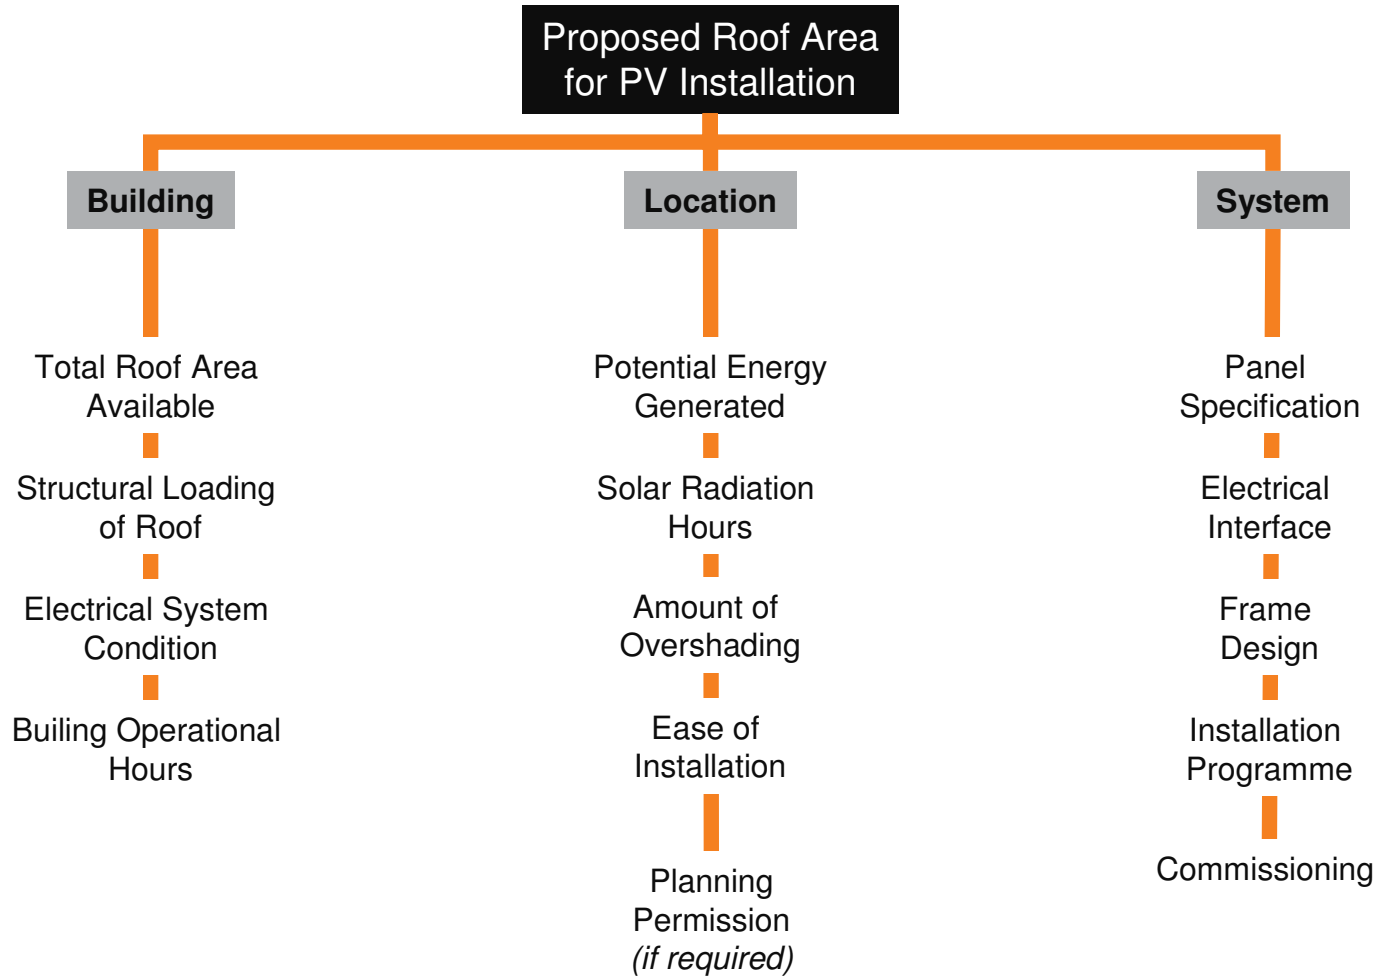 Proposed Roof Area
for PV Installation
Building
Total Roof Area
Available
Structural Loading
of Roof
Electrical System
Condition
Builing Operational
Hours
Location
Potential Energy
Generated
Solar Radiation
Hours
Amount of
Overshading
Ease of
Installation
Planning
Permission
(if required)
System
Panel
Specification
Electrical
Interface
Frame
Design
Installation
Programme
Commissioning